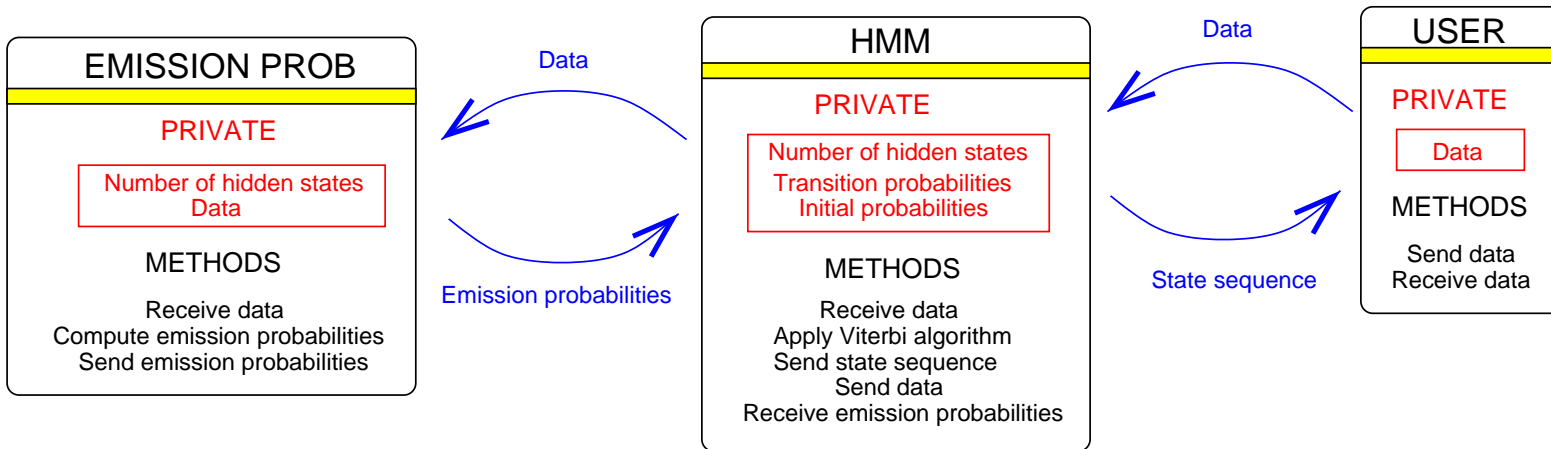 EMISSION PROB
PRIVATE
Number of hidden states
Data
METHODS
Receive data
Compute emission probabilities
Send emission probabilities
Data
Emission probabilities
HMM
PRIVATE
Number of hidden states
Transition probabilities
Initial probabilities
METHODS
Receive data
Apply Viterbi algorithm
Send state sequence
Send data
Receive emission probabilities
Data
State sequence
USER
PRIVATE
Data
METHODS
Send data
Receive data